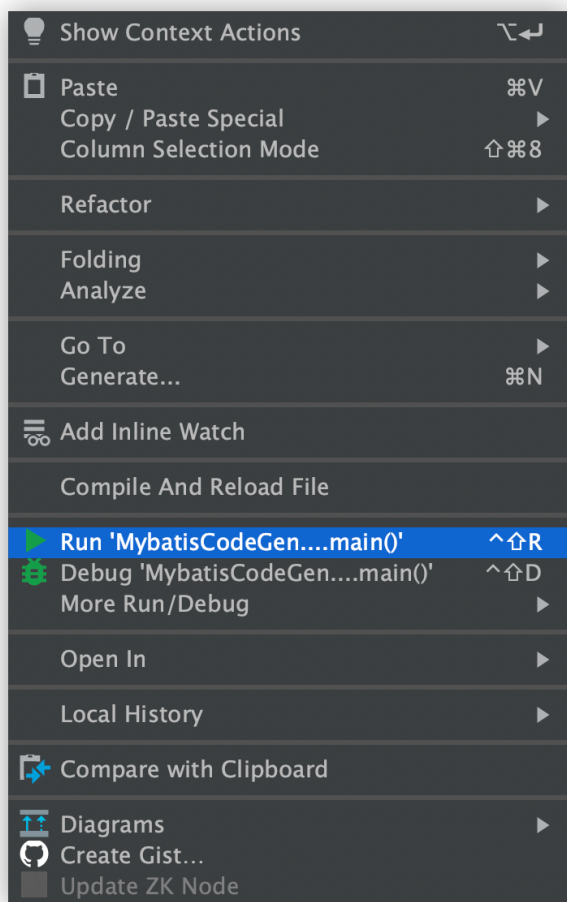 Show Context Actions ⌥↩
Paste ⌘V
Copy / Paste Special
Column Selection Mode ⇧⌘8
Refactor
Folding
Analyze
Go To
Generate... ⌘N
Add Inline Watch
Compile And Reload File
Run 'MybatisCodeGen....main()' ^⇧R
Debug 'MybatisCodeGen....main()' ^⇧D
More Run/Debug
Open In
Local History
Compare with Clipboard
Diagrams
Create Gist...
Update ZK Node